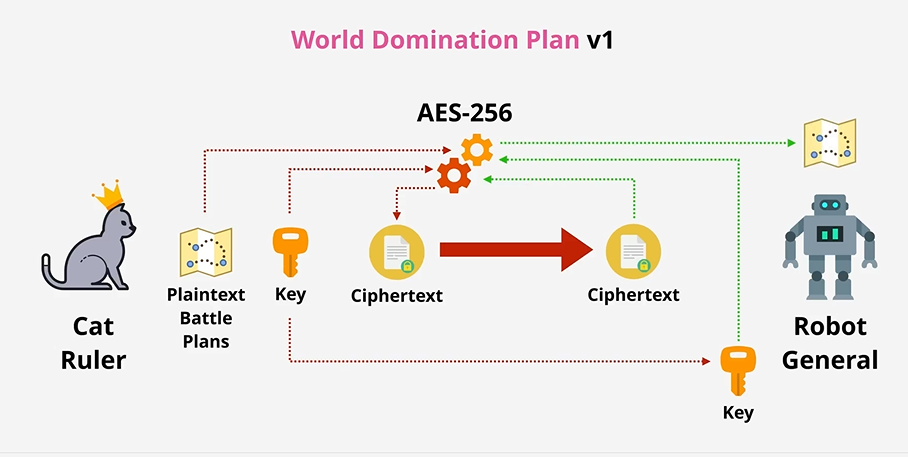 World Domination Plan v1
AES-256
Plaintext
Battle
Plans
Key
Ciphertext
Ciphertext
Cat
Ruler
Robot
General
Key